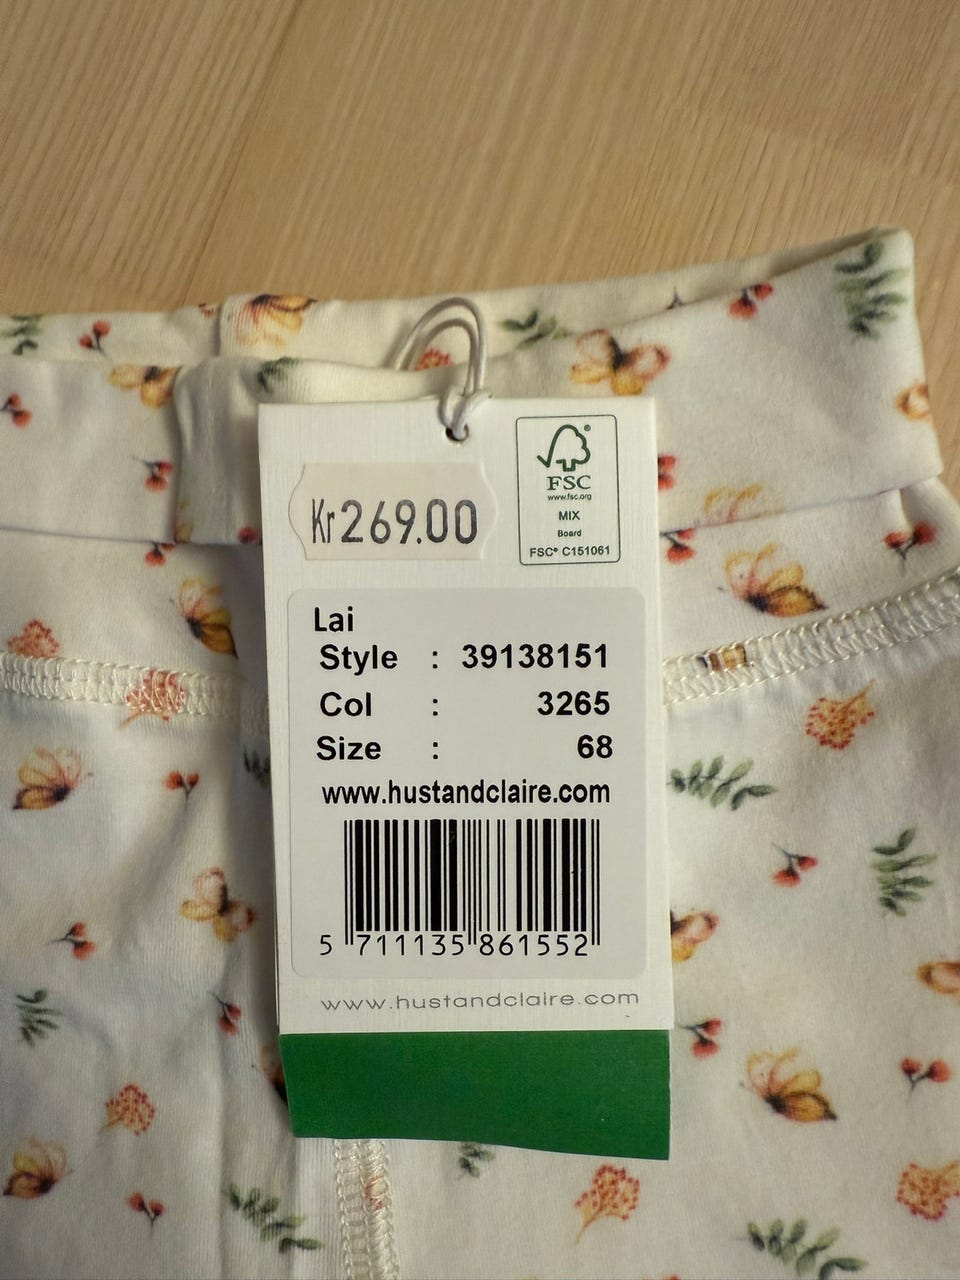 Kr269.00
FSC®
www.fsc.org
MIX
Board
FSC® C151061
Lai
Style : 39138151
Col : 3265
Size : 68
www.hustandclaire.com
5 711135 861552
www.hustandclaire.com